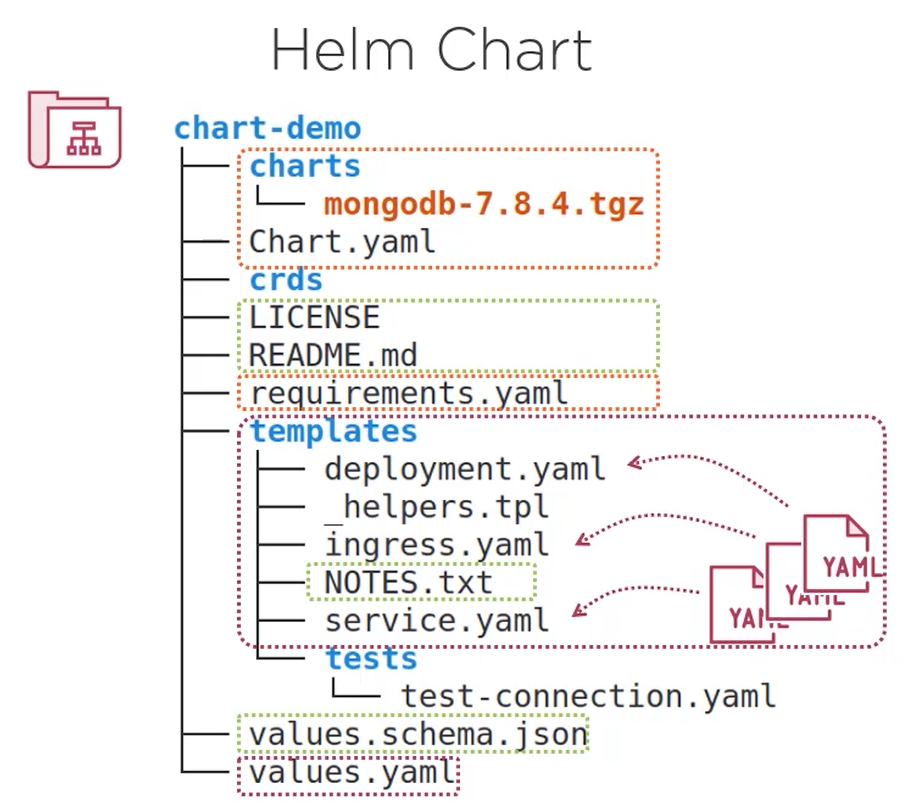 Helm Chart
chart-demo
charts
mongodb-7.8.4.tgz
Chart.yaml
crds
LICENSE
README.md
requirements.yaml
templates
deployment.yaml
_helpers.tpl
ingress.yaml
NOTES.txt
service.yaml
YAML
YAML
YAML
tests
test-connection.yaml
values.schema.json
values.yaml